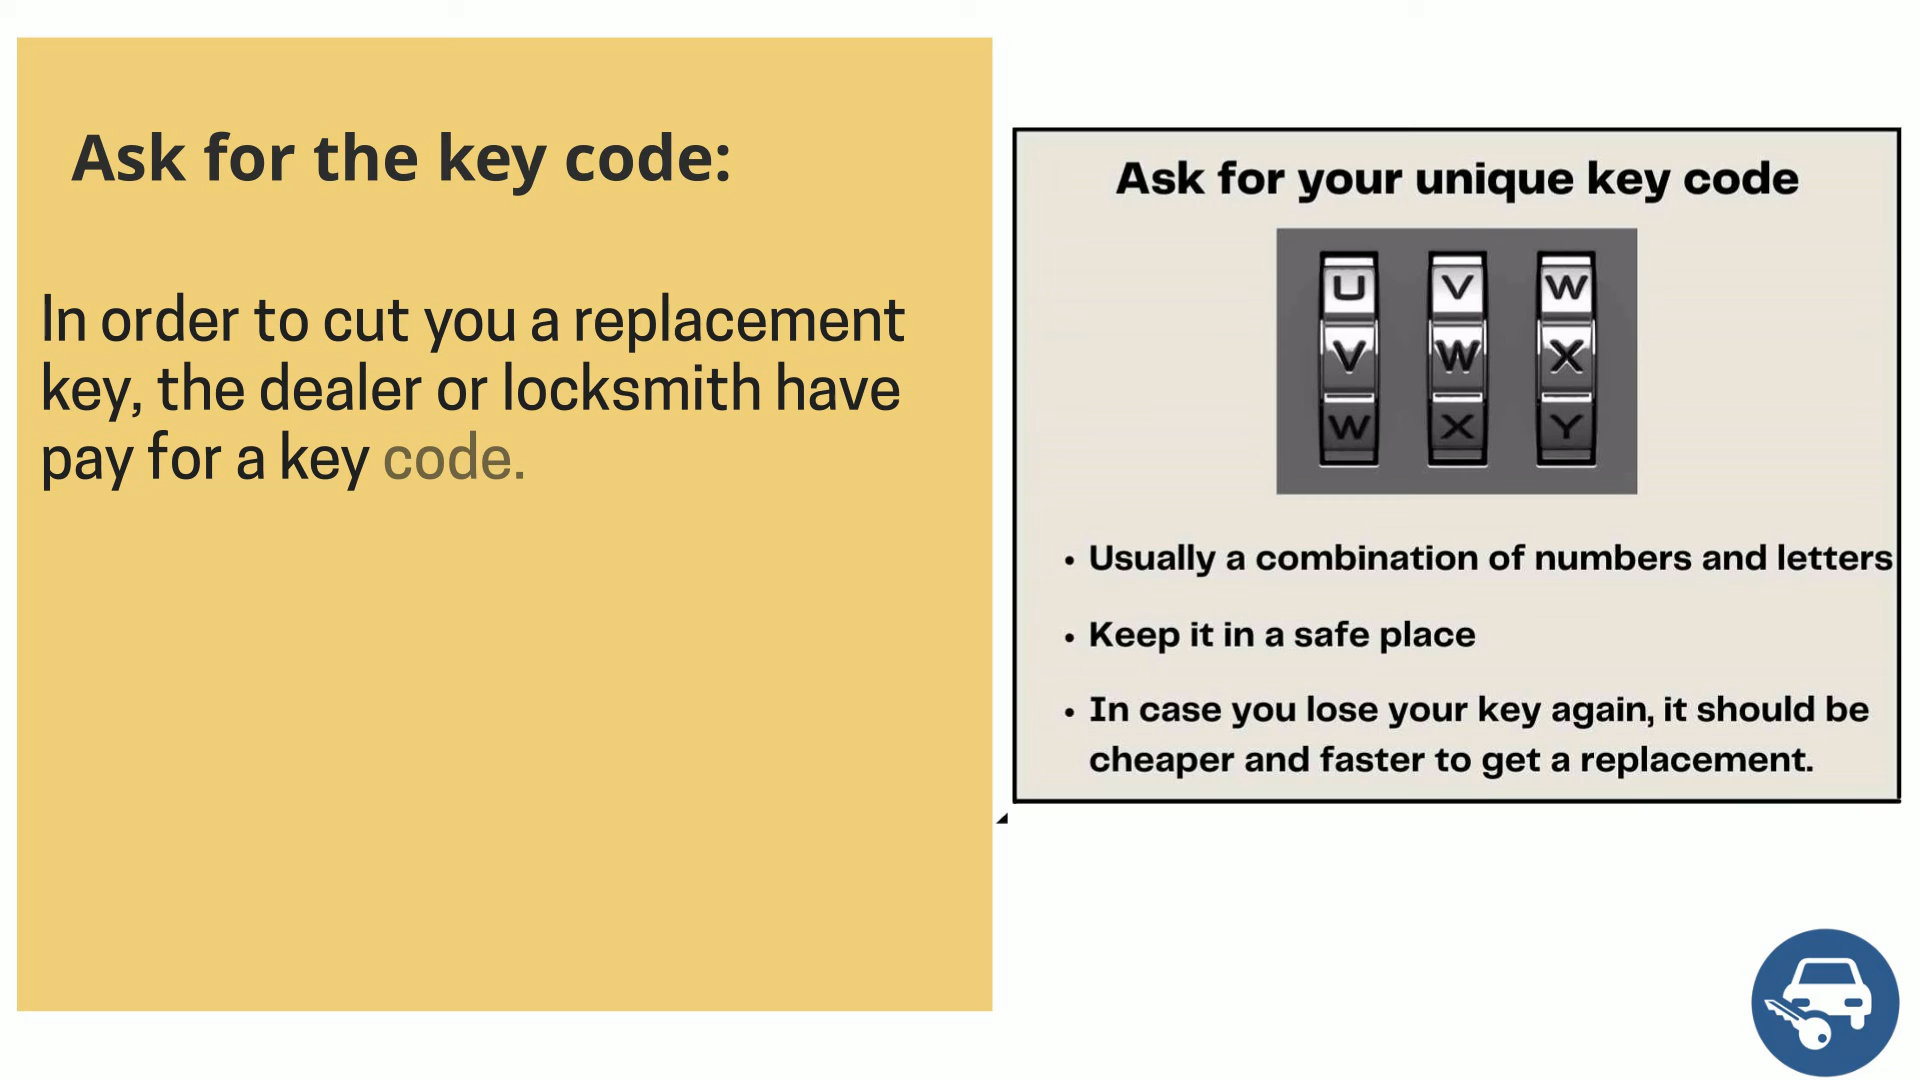 Ask for the key code:
In order to cut you a replacement
key, the dealer or locksmith have
pay for a key code.
Ask for your unique key code
U V W
V W X
W X Y
• Usually a combination of numbers and letters
• Keep it in a safe place
• In case you lose your key again, it should be
cheaper and faster to get a replacement.